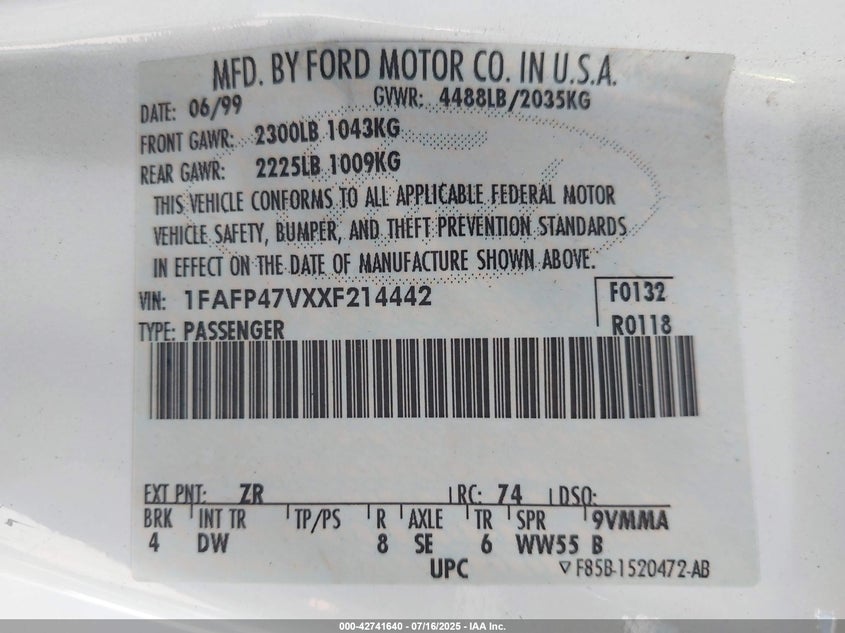 MFD. BY FORD MOTOR CO. IN U.S.A.
DATE: 06/99 GVWR: 4488LB/2035KG
FRONT GAWR: 2300LB 1043KG
REAR GAWR: 2225LB 1009KG
THIS VEHICLE CONFORMS TO ALL APPLICABLE FEDERAL MOTOR
VEHICLE SAFETY, BUMPER, AND THEFT PREVENTION STANDARDS
IN EFFECT ON THE DATE OF MANUFACTURE SHOWN ABOVE.
VIN: 1FAFP47VXXF214442 F0132
TYPE: PASSENGER R0118
EXT PNT: ZR RC: 74 DSO:
BRK INT TR TP/PS R AXLE TR SPR 9VMMA
4 DW 8 SE 6 WW55 B
UPC ▽ F85B-1520472-AB
000-42741640 - 07/16/2025 - IAA Inc.